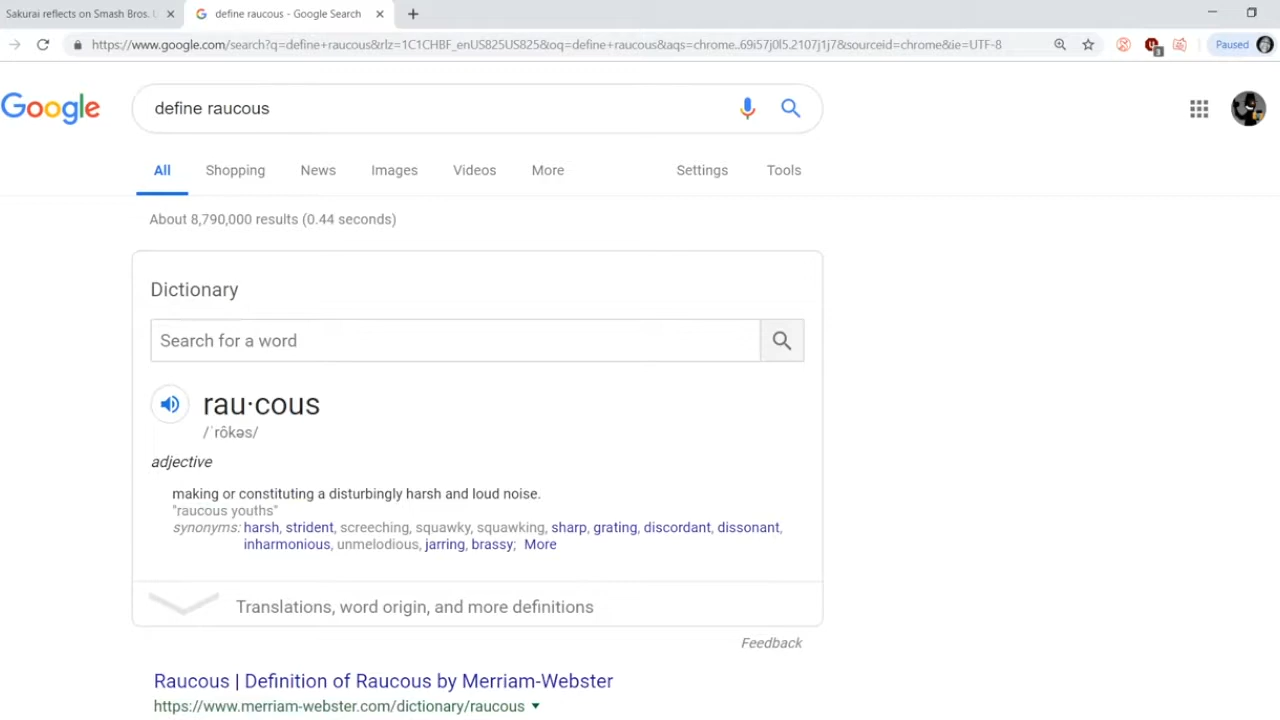 Sakurai reflects on Smash Bros. U
define raucous - Google Search
https://www.google.com/search?q=define+raucous&rlz=1C1CHBF_enUS825US825&oq=define+raucous&aqs=chrome..69i57j0l5.2107j1j7&sourceid=chrome&ie=UTF-8
3
Paused
Google
define raucous
All Shopping News Images Videos More Settings Tools
About 8,790,000 results (0.44 seconds)
Dictionary
Search for a word
rau·cous
/ˈrôkəs/
adjective
making or constituting a disturbingly harsh and loud noise.
"raucous youths"
synonyms: harsh, strident, screeching, squawky, squawking, sharp, grating, discordant, dissonant,
inharmonious, unmelodious, jarring, brassy; More
Translations, word origin, and more definitions
Feedback
Raucous | Definition of Raucous by Merriam-Webster
https://www.merriam-webster.com/dictionary/raucous